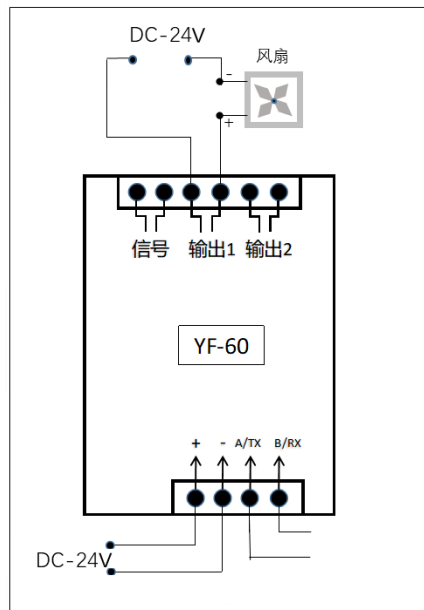 DC-24V
风扇
-
+
信号 输出1 输出2
YF-60
+ - A/TX B/RX
DC-24V